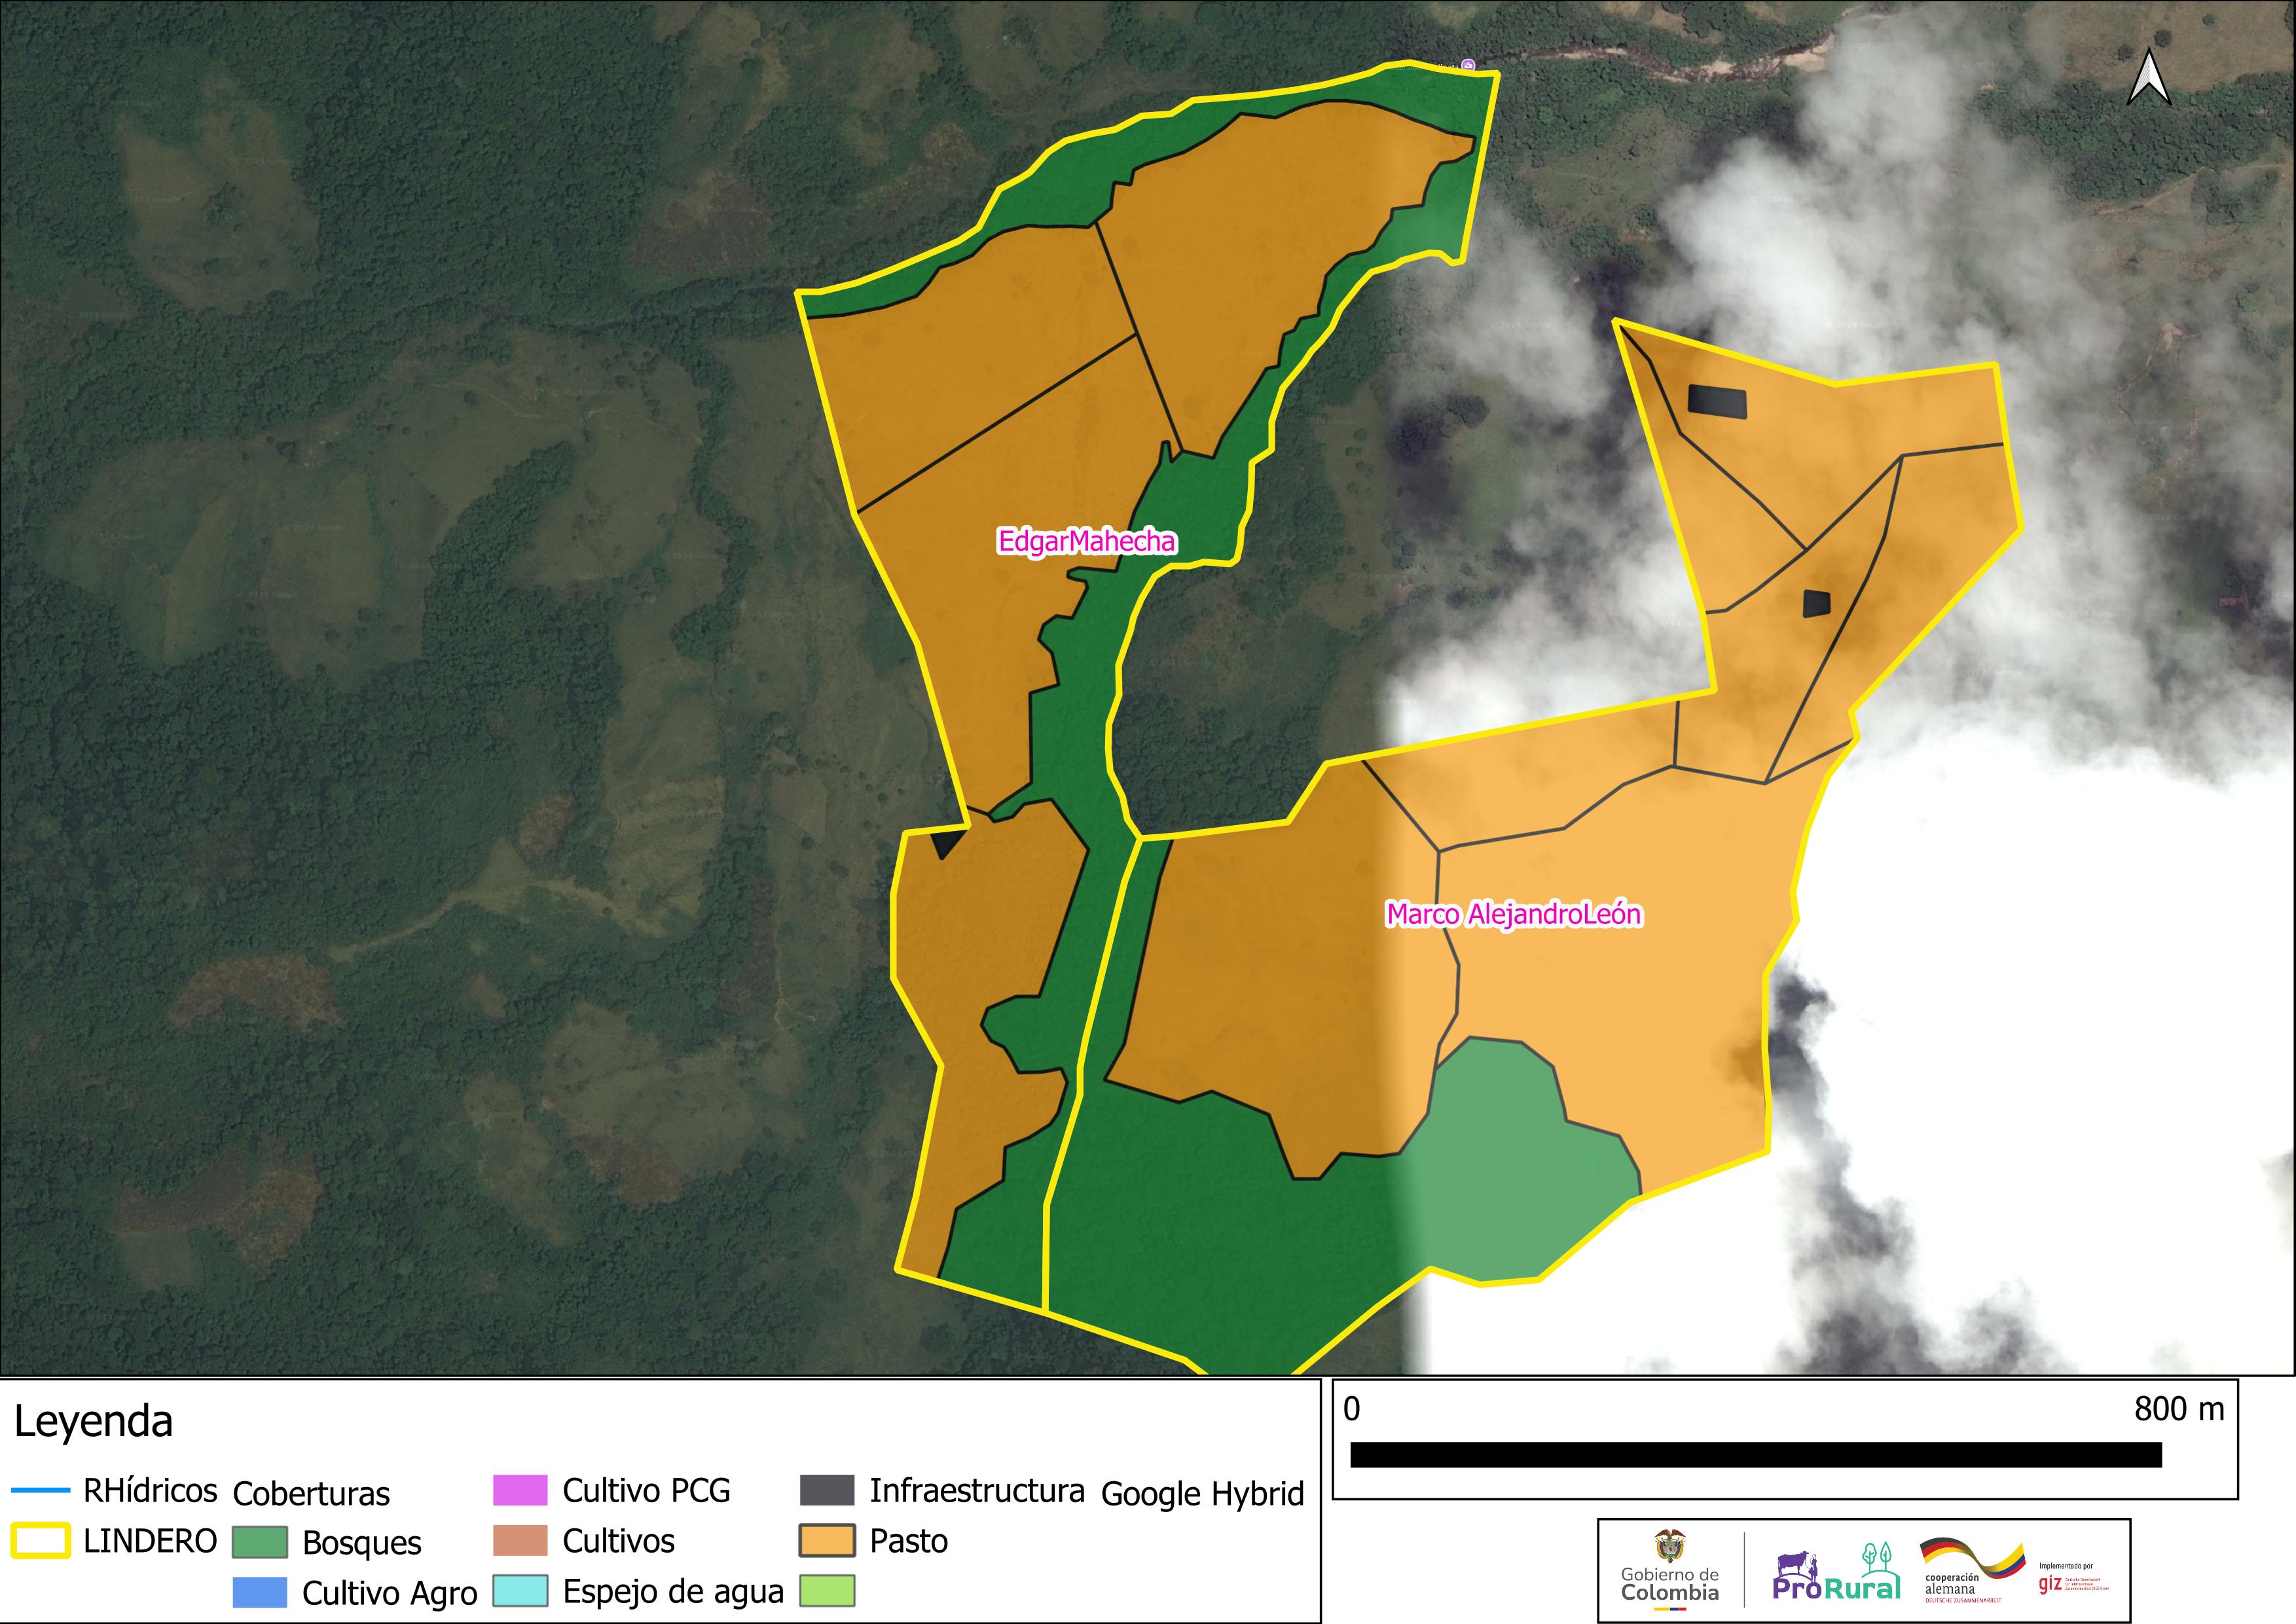 EdgarMahecha
Marco AlejandroLeón
Leyenda
RHídricos
LINDERO
Coberturas
Bosques
Cultivo Agro
Cultivo PCG
Cultivos
Espejo de agua
Infraestructura
Pasto
Google Hybrid
0 800 m
Gobierno de
Colombia
ProRural
cooperación
alemana
DEUTSCHE ZUSAMMENARBEIT
Implementado por
giz